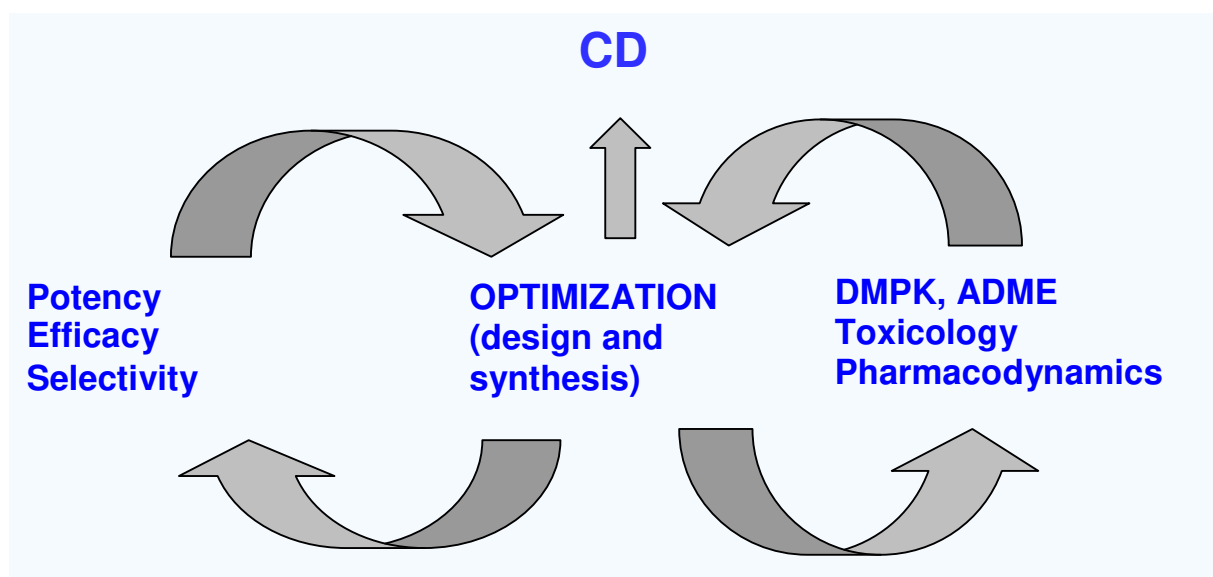 CD
Potency
Efficacy
Selectivity
OPTIMIZATION
(design and
synthesis)
DMPK, ADME
Toxicology
Pharmacodynamics